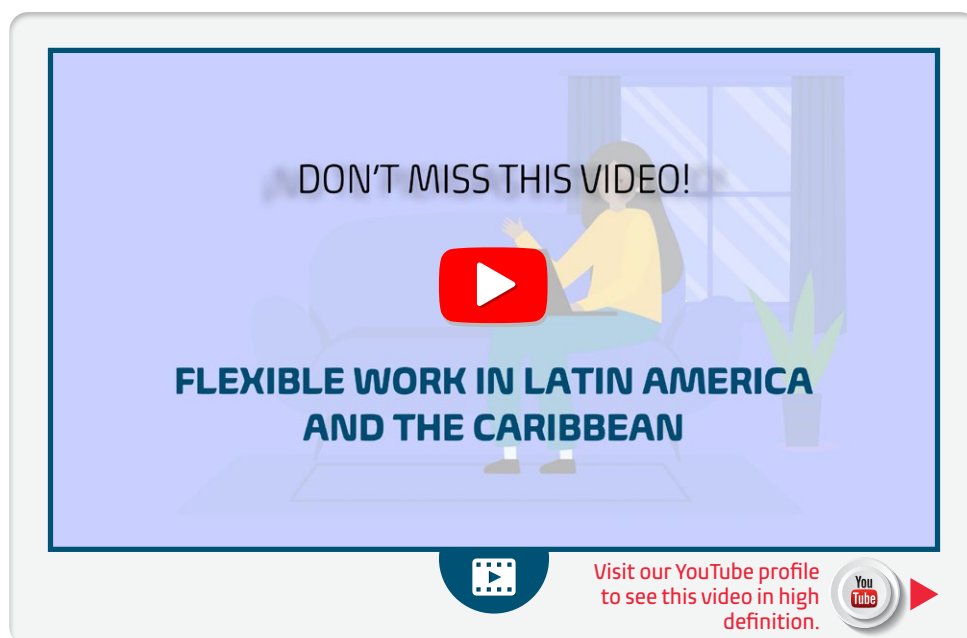 DON'T MISS THIS VIDEO!
FLEXIBLE WORK IN LATIN AMERICA
AND THE CARIBBEAN
Visit our YouTube profile
to see this video in high
definition.
You
Tube